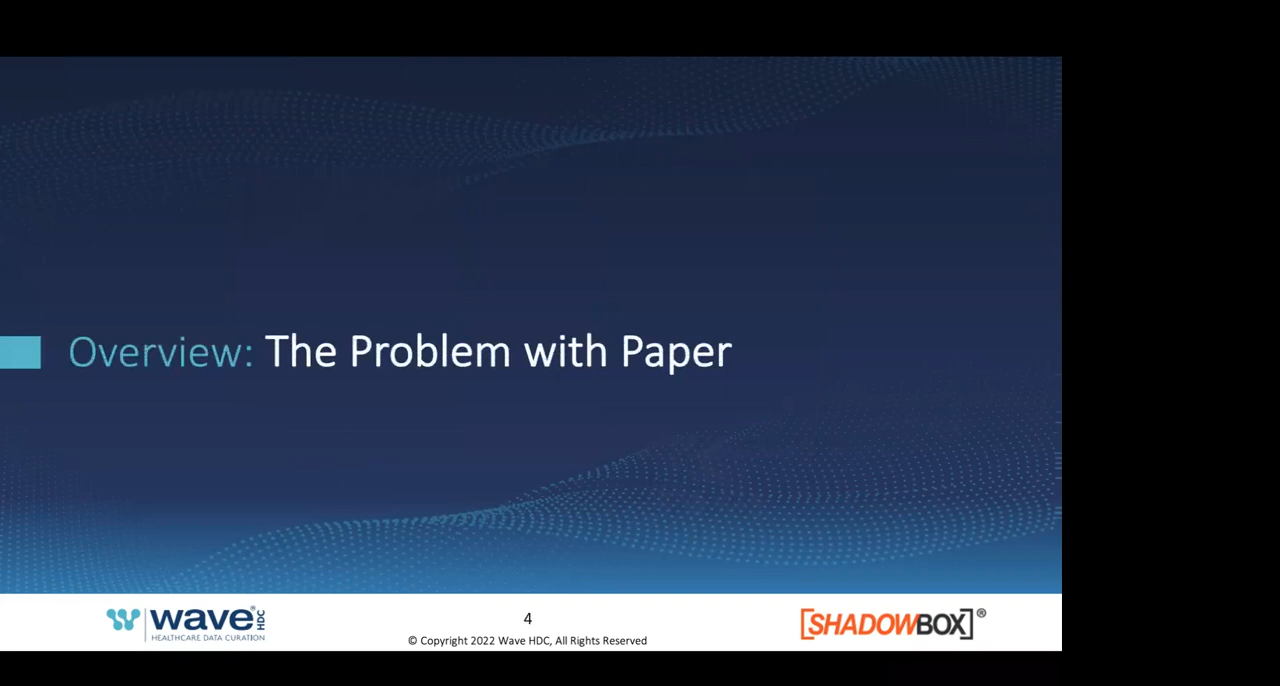 Overview: The Problem with Paper
wave® HDC
HEALTHCARE DATA CURATION
4
© Copyright 2022 Wave HDC, All Rights Reserved
[SHADOWBOX]®